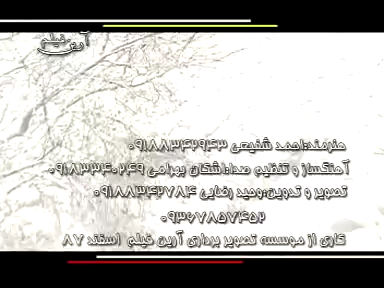 آرین فیلم
هنرمند:احمد شفیعی ۰۹۱۸۸۳۴۲۹۴۳
آهنگساز و تنظیم صدا:اشکان بهرامی ۰۹۱۸۳۳۴۰۲۴۹
تصویر و تدوین:وحید رضایی ۰۹۱۸۸۳۴۲۷۸۴
۰۹۳۶۷۸۵۷۴۵۲
کاری از موسسه تصویر برداری آرین فیلم اسفند ۸۷